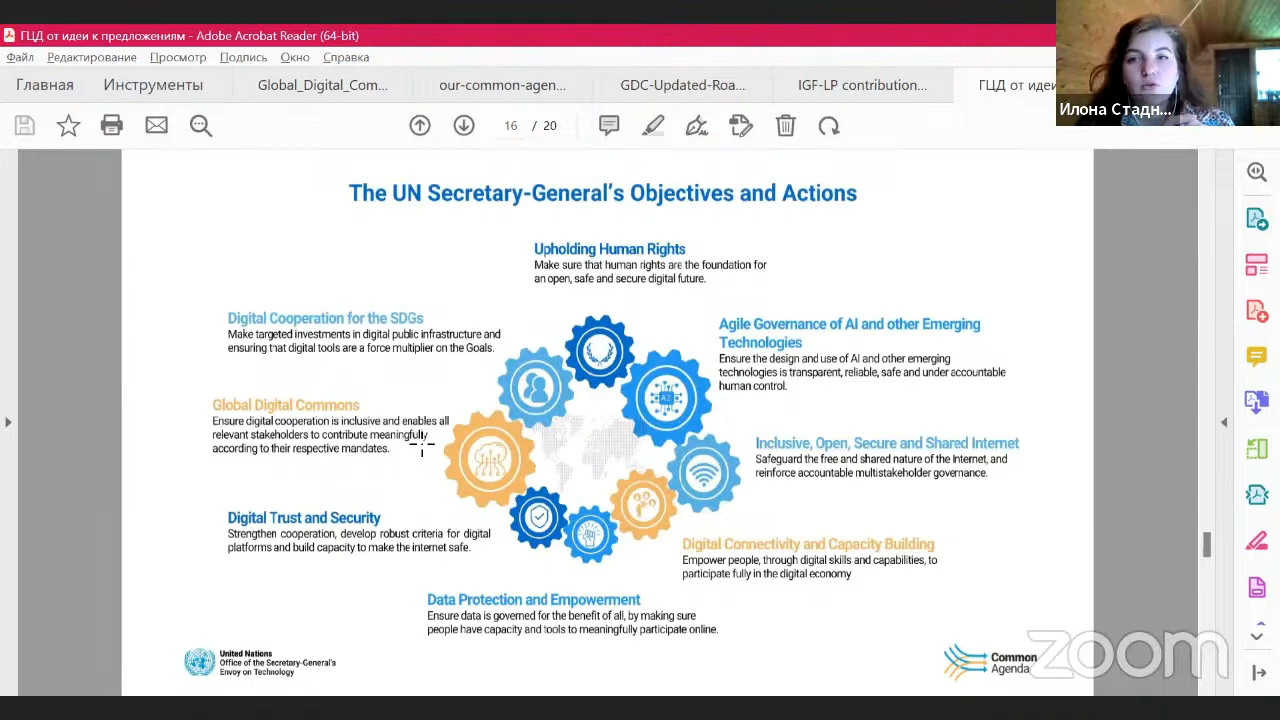 ГЦД от идеи к предложениям - Adobe Acrobat Reader (64-bit)
Файл Редактирование Просмотр Подпись Окно Справка
Главная Инструменты Global_Digital_Com... our-common-agen... GDC-Updated-Roa... IGF-LP contribution... ГЦД от идеи
Илона Стадн...
16 / 20
The UN Secretary-General's Objectives and Actions
Upholding Human Rights
Make sure that human rights are the foundation for
an open, safe and secure digital future.
Digital Cooperation for the SDGs
Make targeted investments in digital public infrastructure and
ensuring that digital tools are a force multiplier on the Goals.
Agile Governance of AI and other Emerging
Technologies
Ensure the design and use of AI and other emerging
technologies is transparent, reliable, safe and under accountable
human control.
AI
Global Digital Commons
Ensure digital cooperation is inclusive and enables all
relevant stakeholders to contribute meaningfully
according to their respective mandates.
Inclusive, Open, Secure and Shared Internet
Safeguard the free and shared nature of the Internet, and
reinforce accountable multistakeholder governance.
Digital Trust and Security
Strengthen cooperation, develop robust criteria for digital
platforms and build capacity to make the internet safe.
Digital Connectivity and Capacity Building
Empower people, through digital skills and capabilities, to
participate fully in the digital economy
Data Protection and Empowerment
Ensure data is governed for the benefit of all, by making sure
people have capacity and tools to meaningfully participate online.
United Nations
Office of the Secretary-General's
Envoy on Technology
Common
Agenda
zoom